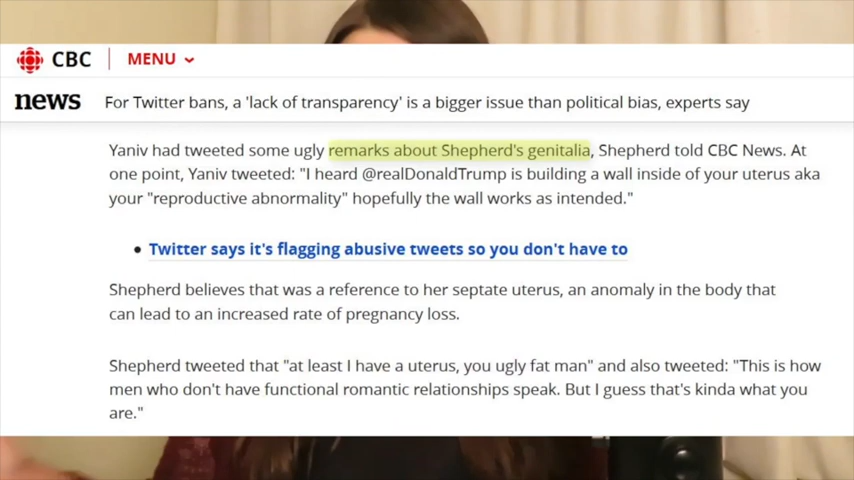 CBC MENU
news For Twitter bans, a 'lack of transparency' is a bigger issue than political bias, experts say
Yaniv had tweeted some ugly remarks about Shepherd's genitalia, Shepherd told CBC News. At
one point, Yaniv tweeted: "I heard @realDonaldTrump is building a wall inside of your uterus aka
your "reproductive abnormality" hopefully the wall works as intended."
• Twitter says it's flagging abusive tweets so you don't have to
Shepherd believes that was a reference to her septate uterus, an anomaly in the body that
can lead to an increased rate of pregnancy loss.
Shepherd tweeted that "at least I have a uterus, you ugly fat man" and also tweeted: "This is how
men who don't have functional romantic relationships speak. But I guess that's kinda what you
are."